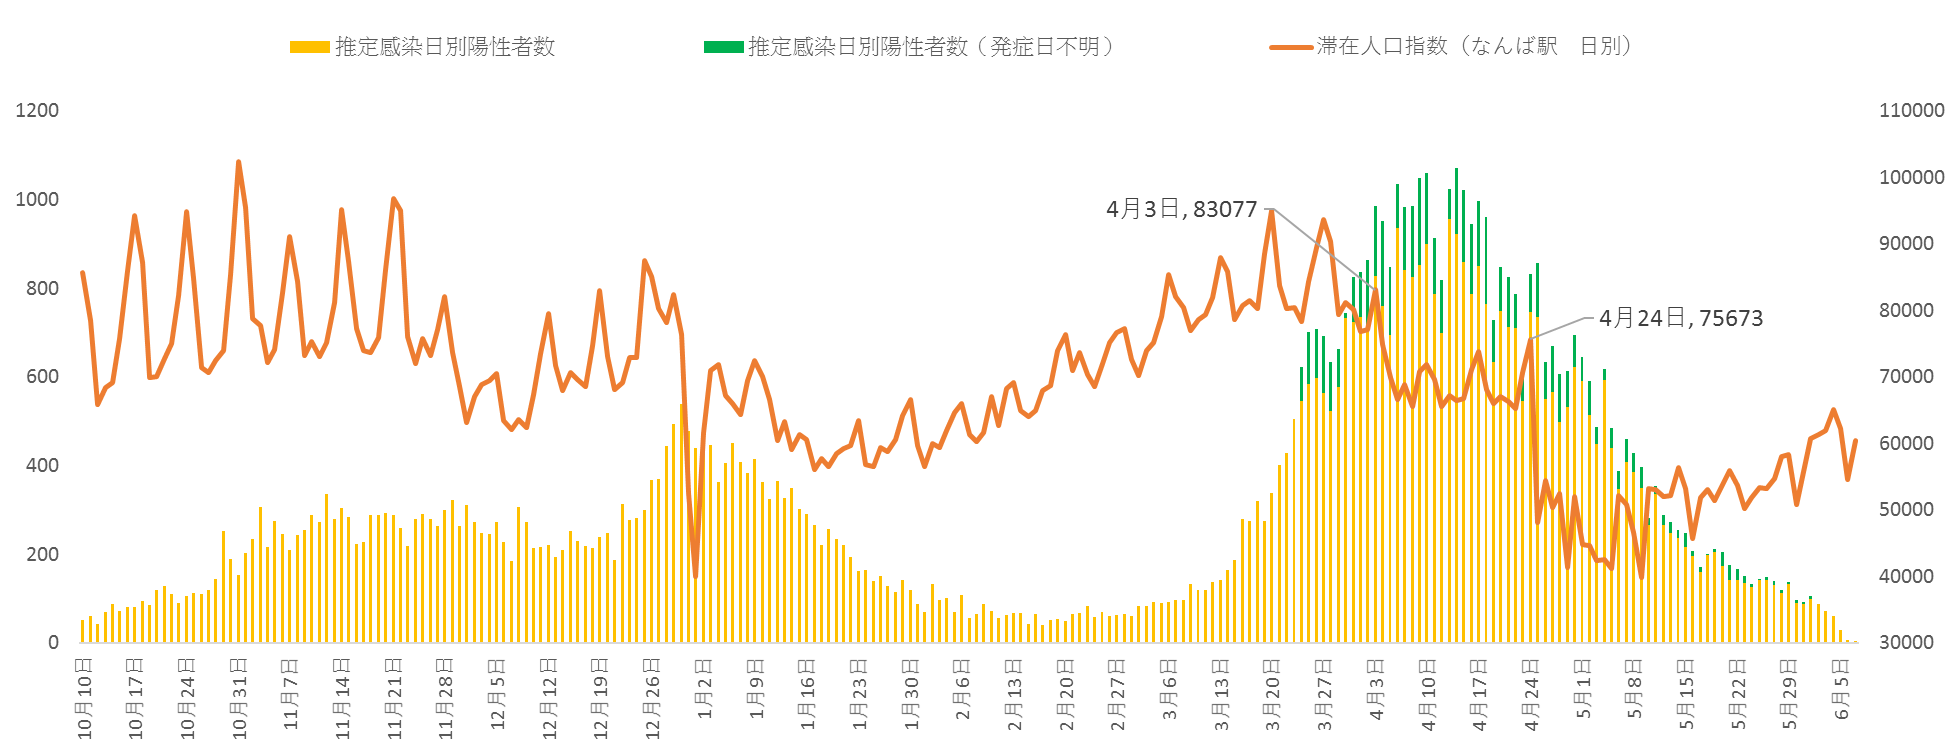 推定感染日別陽性者数
推定感染日別陽性者数(発症日不明)
滞在人口指数(なんば駅　日別)
1200
1000
800
600
400
200
0
110000
100000
90000
80000
70000
60000
50000
40000
30000
4月3日, 83077
4月24日, 75673
10月10日
10月17日
10月24日
10月31日
11月7日
11月14日
11月21日
11月28日
12月5日
12月12日
12月19日
12月26日
1月2日
1月9日
1月16日
1月23日
1月30日
2月6日
2月13日
2月20日
2月27日
3月6日
3月13日
3月20日
3月27日
4月3日
4月10日
4月17日
4月24日
5月1日
5月8日
5月15日
5月22日
5月29日
6月5日